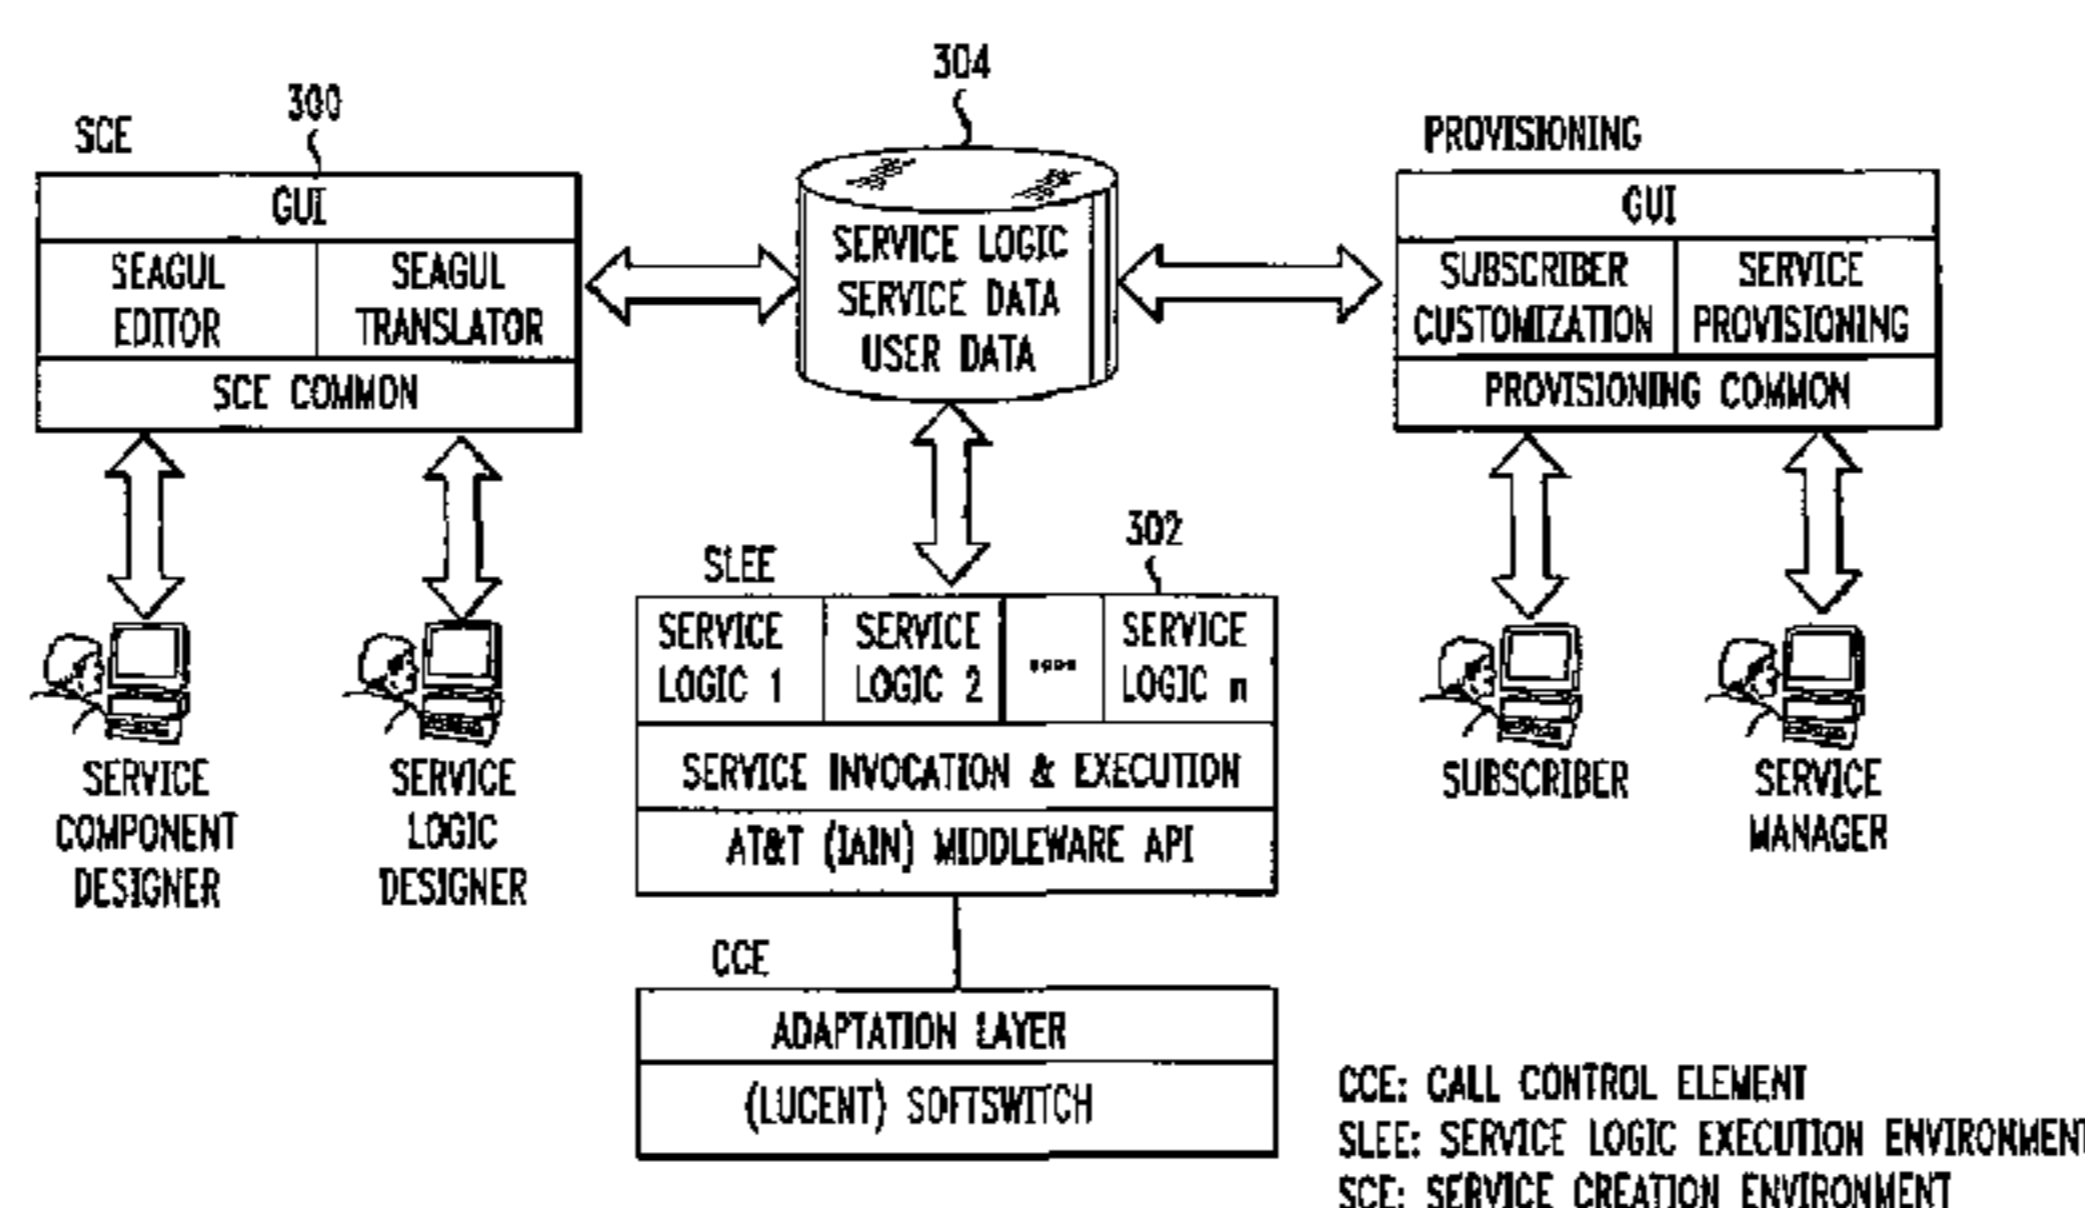 304
300
SCE
PROVISIONING
GUI
SEAGUL
EDITOR
SEAGUL
TRANSLATOR
SCE COMMON
SERVICE LOGIC
SERVICE DATA
USER DATA
GUI
SUBSCRIBER
CUSTOMIZATION
SERVICE
PROVISIONING
PROVISIONING COMMON
302
SLEE
SERVICE
LOGIC 1
SERVICE
LOGIC 2
....
SERVICE
LOGIC n
SERVICE INVOCATION & EXECUTION
AT&T (IAIN) MIDDLEWARE API
SERVICE
COMPONENT
DESIGNER
SERVICE
LOGIC
DESIGNER
SUBSCRIBER
SERVICE
MANAGER
CCE
ADAPTATION LAYER
(LUCENT) SOFTSWITCH
CCE: CALL CONTROL ELEMENT
SLEE: SERVICE LOGIC EXECUTION ENVIRONMENT
SCE: SERVICE CREATION ENVIRONMENT